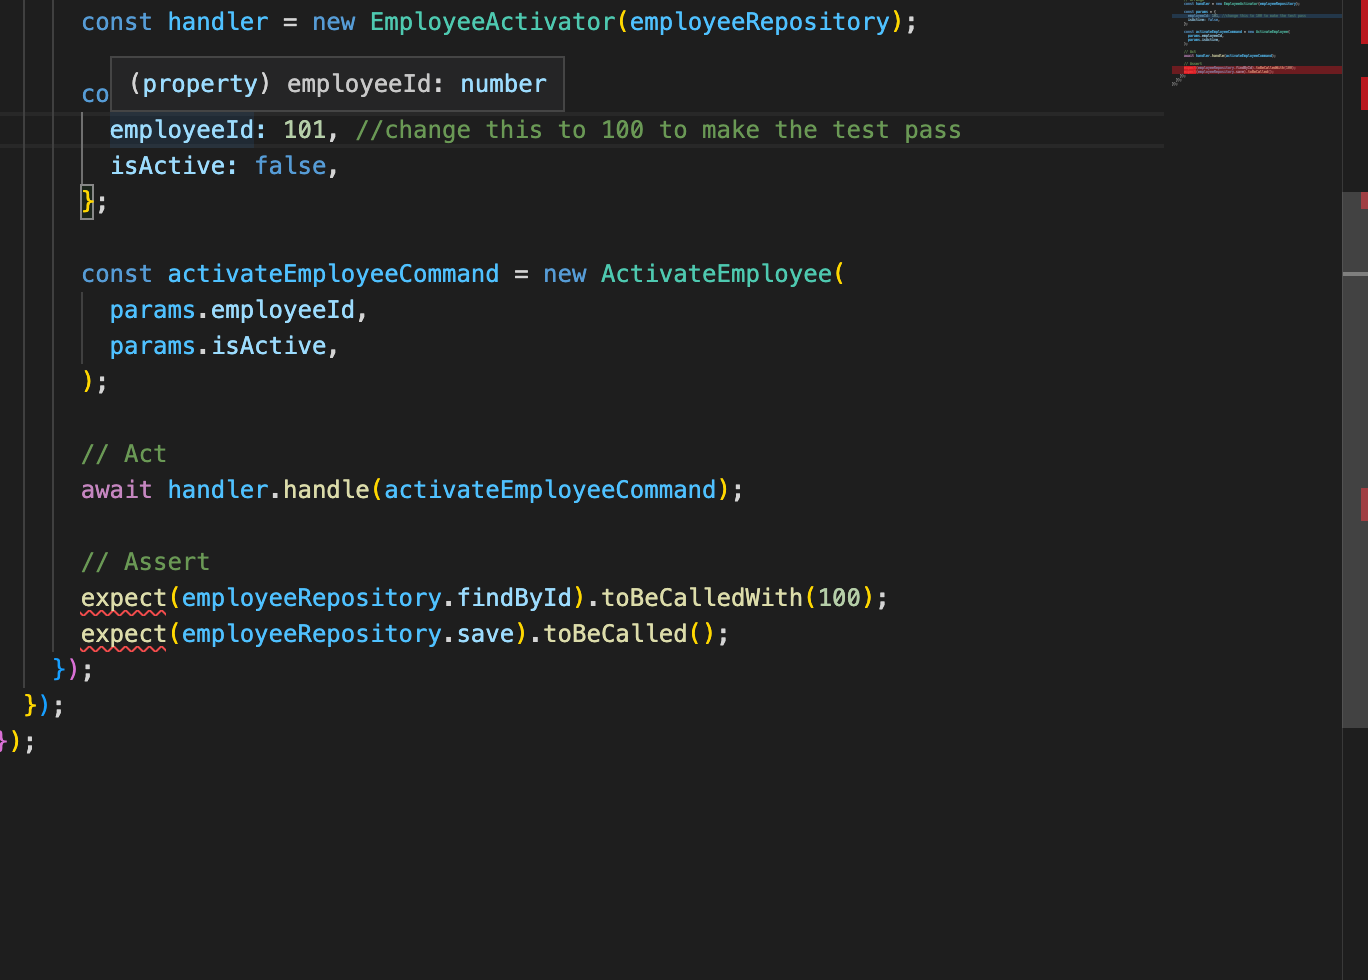 const handler = new EmployeeActivator(employeeRepository);
(property) employeeId: number
co
employeeId: 101, //change this to 100 to make the test pass
isActive: false,
};
const activateEmployeeCommand = new ActivateEmployee(
params.employeeId,
params.isActive,
);
// Act
await handler.handle(activateEmployeeCommand);
// Assert
expect(employeeRepository.findById).toBeCalledWith(100);
expect(employeeRepository.save).toBeCalled();
});
});
});